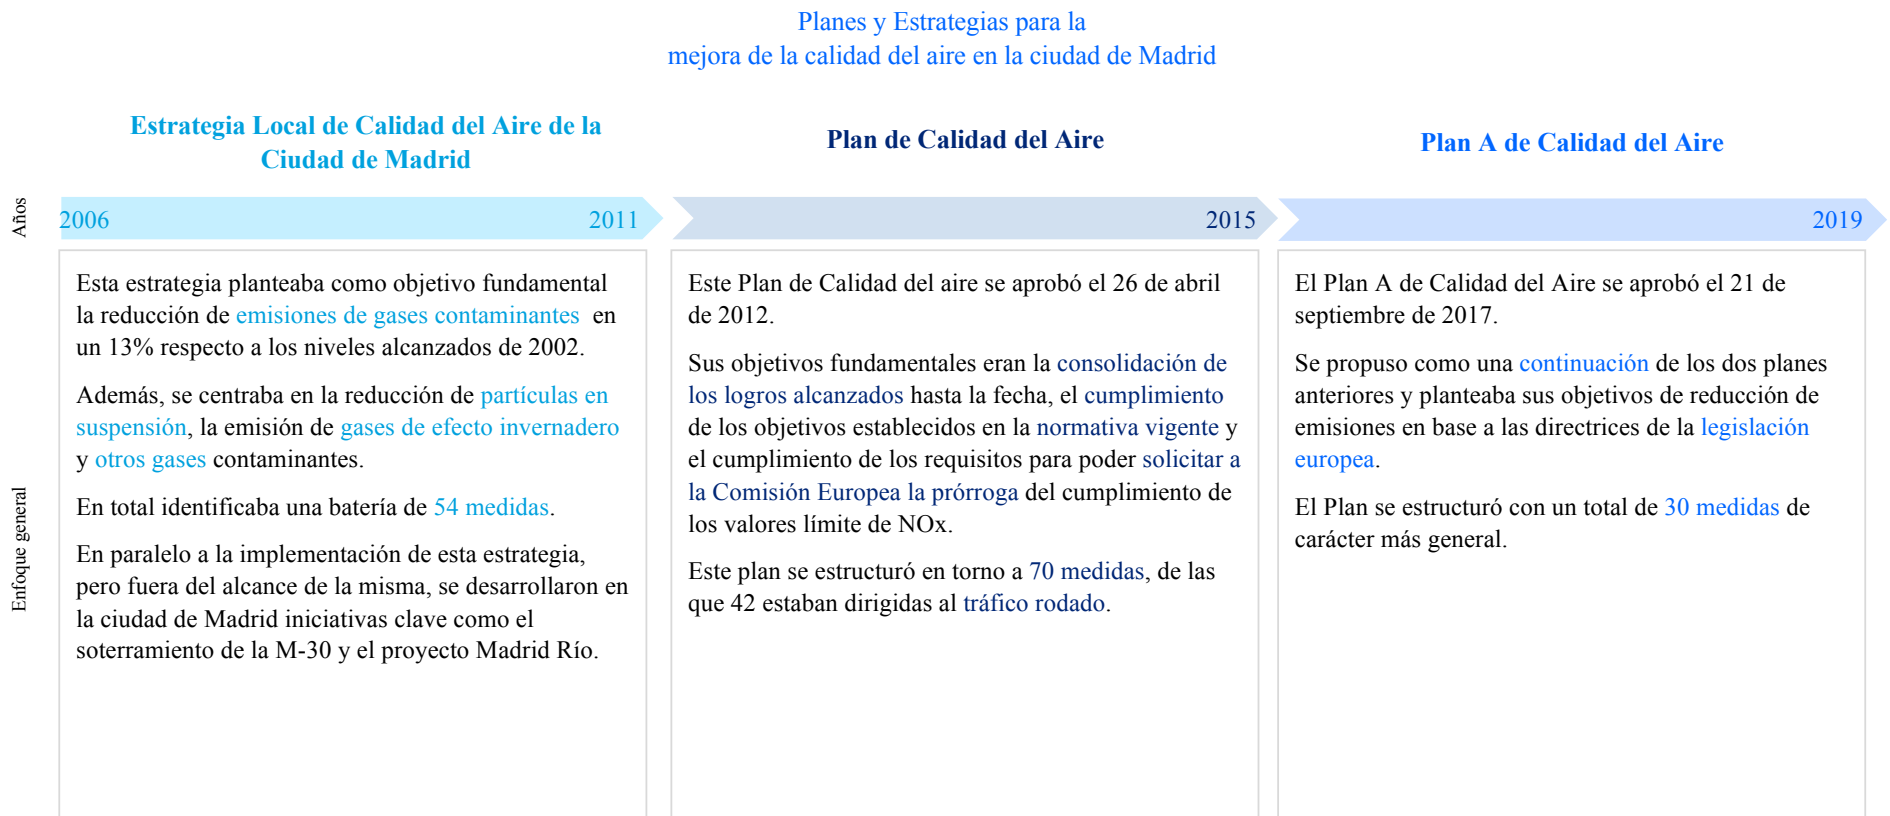 Planes y Estrategias para la
mejora de la calidad del aire en la ciudad de Madrid
Estrategia Local de Calidad del Aire de la
Ciudad de Madrid
Plan de Calidad del Aire
Plan A de Calidad del Aire
Años
2006
2011
2015
2019
Enfoque general
Esta estrategia planteaba como objetivo fundamental
la reducción de emisiones de gases contaminantes en
un 13% respecto a los niveles alcanzados de 2002.
Además, se centraba en la reducción de partículas en
suspensión, la emisión de gases de efecto invernadero
y otros gases contaminantes.
En total identificaba una batería de 54 medidas.
En paralelo a la implementación de esta estrategia,
pero fuera del alcance de la misma, se desarrollaron en
la ciudad de Madrid iniciativas clave como el
soterramiento de la M-30 y el proyecto Madrid Río.
Este Plan de Calidad del aire se aprobó el 26 de abril
de 2012.
Sus objetivos fundamentales eran la consolidación de
los logros alcanzados hasta la fecha, el cumplimiento
de los objetivos establecidos en la normativa vigente y
el cumplimiento de los requisitos para poder solicitar a
la Comisión Europea la prórroga del cumplimiento de
los valores límite de NOx.
Este plan se estructuró en torno a 70 medidas, de las
que 42 estaban dirigidas al tráfico rodado.
El Plan A de Calidad del Aire se aprobó el 21 de
septiembre de 2017.
Se propuso como una continuación de los dos planes
anteriores y planteaba sus objetivos de reducción de
emisiones en base a las directrices de la legislación
europea.
El Plan se estructuró con un total de 30 medidas de
carácter más general.